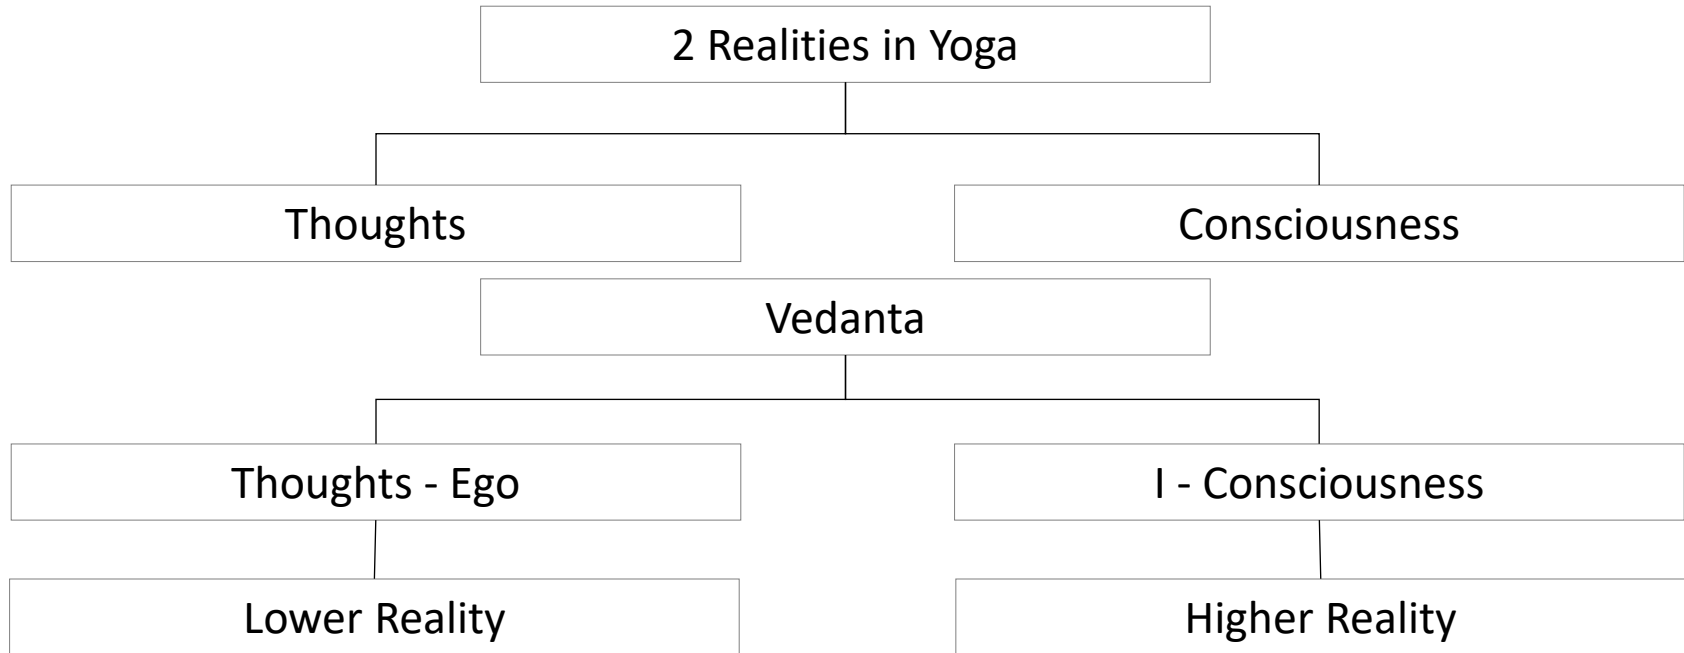 2 Realities in Yoga
Thoughts
Consciousness
Vedanta
Thoughts - Ego
I - Consciousness
Lower Reality
Higher Reality